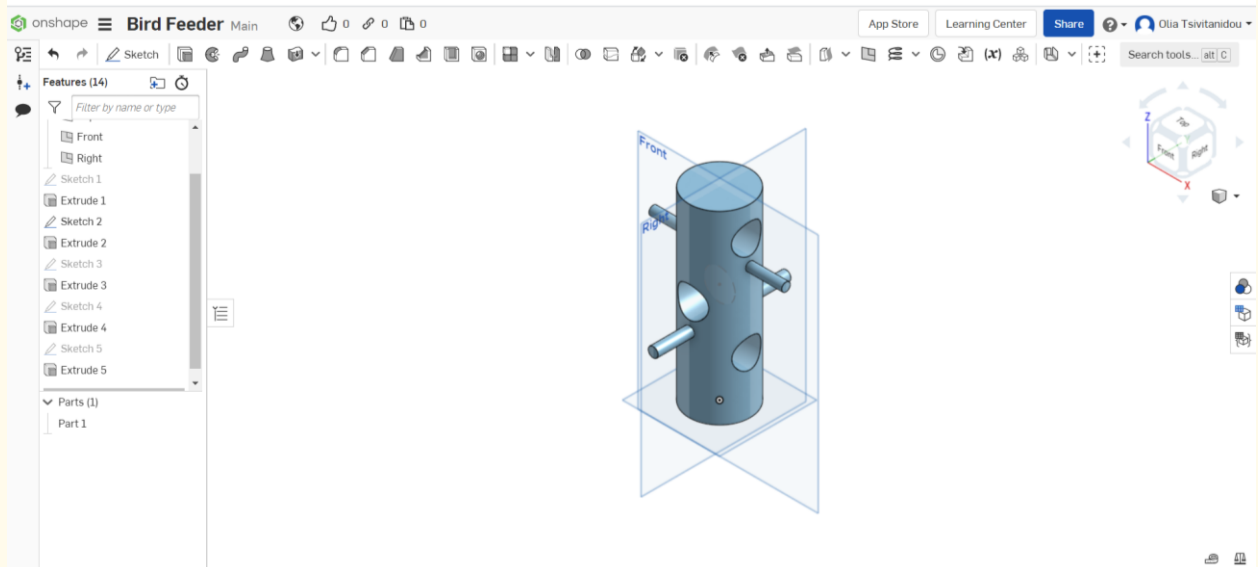 onshape Bird Feeder Main 0 0 0 App Store Learning Center Share Olia Tsivitanidou
Sketch Search tools... alt C
Features (14)
Filter by name or type
Front
Right
Sketch 1
Extrude 1
Sketch 2
Extrude 2
Sketch 3
Extrude 3
Sketch 4
Extrude 4
Sketch 5
Extrude 5
Parts (1)
Part 1
Front
Right
Z
Top
Front Right
X